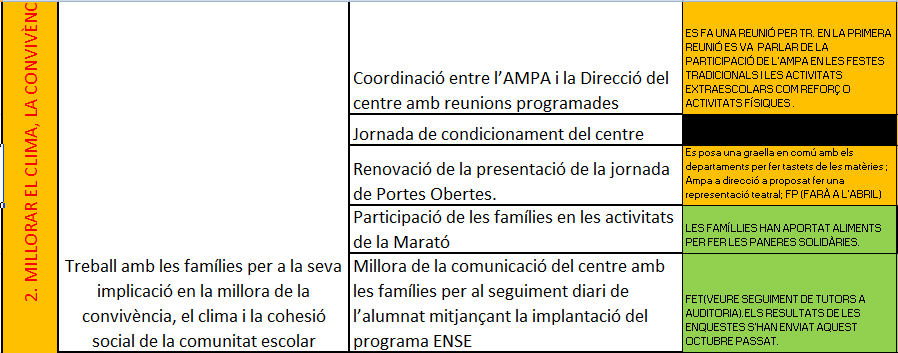 2. MILLORAR EL CLIMA, LA CONVIVÈNC
Treball amb les famílies per a la seva
implicació en la millora de la
convivència, el clima i la cohesió
social de la comunitat escolar
Coordinació entre l’AMPA i la Direcció del
centre amb reunions programades
ES FA UNA REUNIÓ PER TR. EN LA PRIMERA
REUNIÓ ES VA PARLAR DE LA
PARTICIPACIÓ DE L'AMPA EN LES FESTES
TRADICIONALS I LES ACTIVITATS
EXTRAESCOLARS COM REFORÇ O
ACTIVITATS FÍSIQUES .
Jornada de condicionament del centre
Renovació de la presentació de la jornada
de Portes Obertes.
Es posa una graella en comú amb els
departaments per fer tastets de les matèries ;
Ampa a direcció a proposat fer una
representació teatral; FP (FARÀ A L'ABRIL)
Participació de les famílies en les activitats
de la Marató
LES FAMÍLLIES HAN APORTAT ALIMENTS
PER FER LES PANERES SOLIDÀRIES.
Millora de la comunicació del centre amb
les famílies per al seguiment diari de
l’alumnat mitjançant la implantació del
programa ENSE
FET(VEURE SEGUIMENT DE TUTORS A
AUDITORIA).ELS RESULTATS DE LES
ENQUESTES S'HAN ENVIAT AQUEST
OCTUBRE PASSAT.